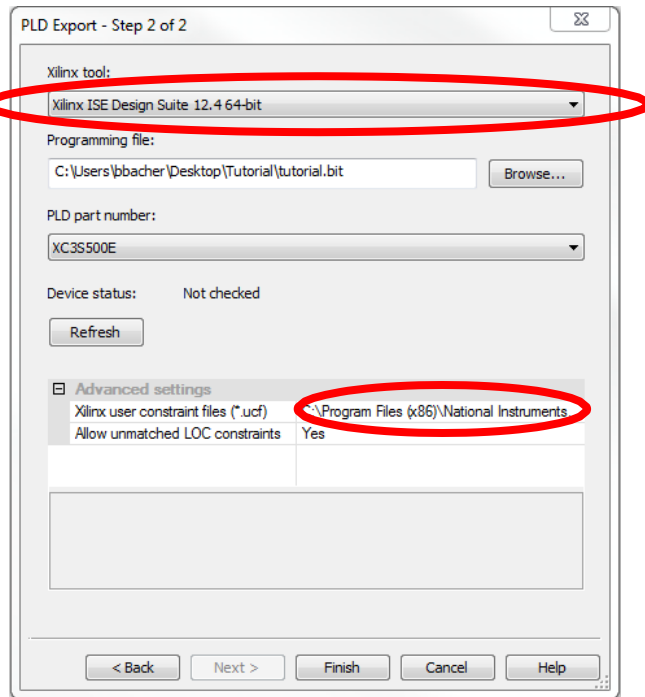 PLD Export - Step 2 of 2
Xilinx tool:
Xilinx ISE Design Suite 12.4 64-bit
Programming file:
C:\Users\bbacher\Desktop\Tutorial\tutorial.bit
Browse...
PLD part number:
XC3S500E
Device status: Not checked
Refresh
Advanced settings
Xilinx user constraint files (*.ucf) C:\Program Files (x86)\National Instruments
Allow unmatched LOC constraints Yes
< Back Next > Finish Cancel Help